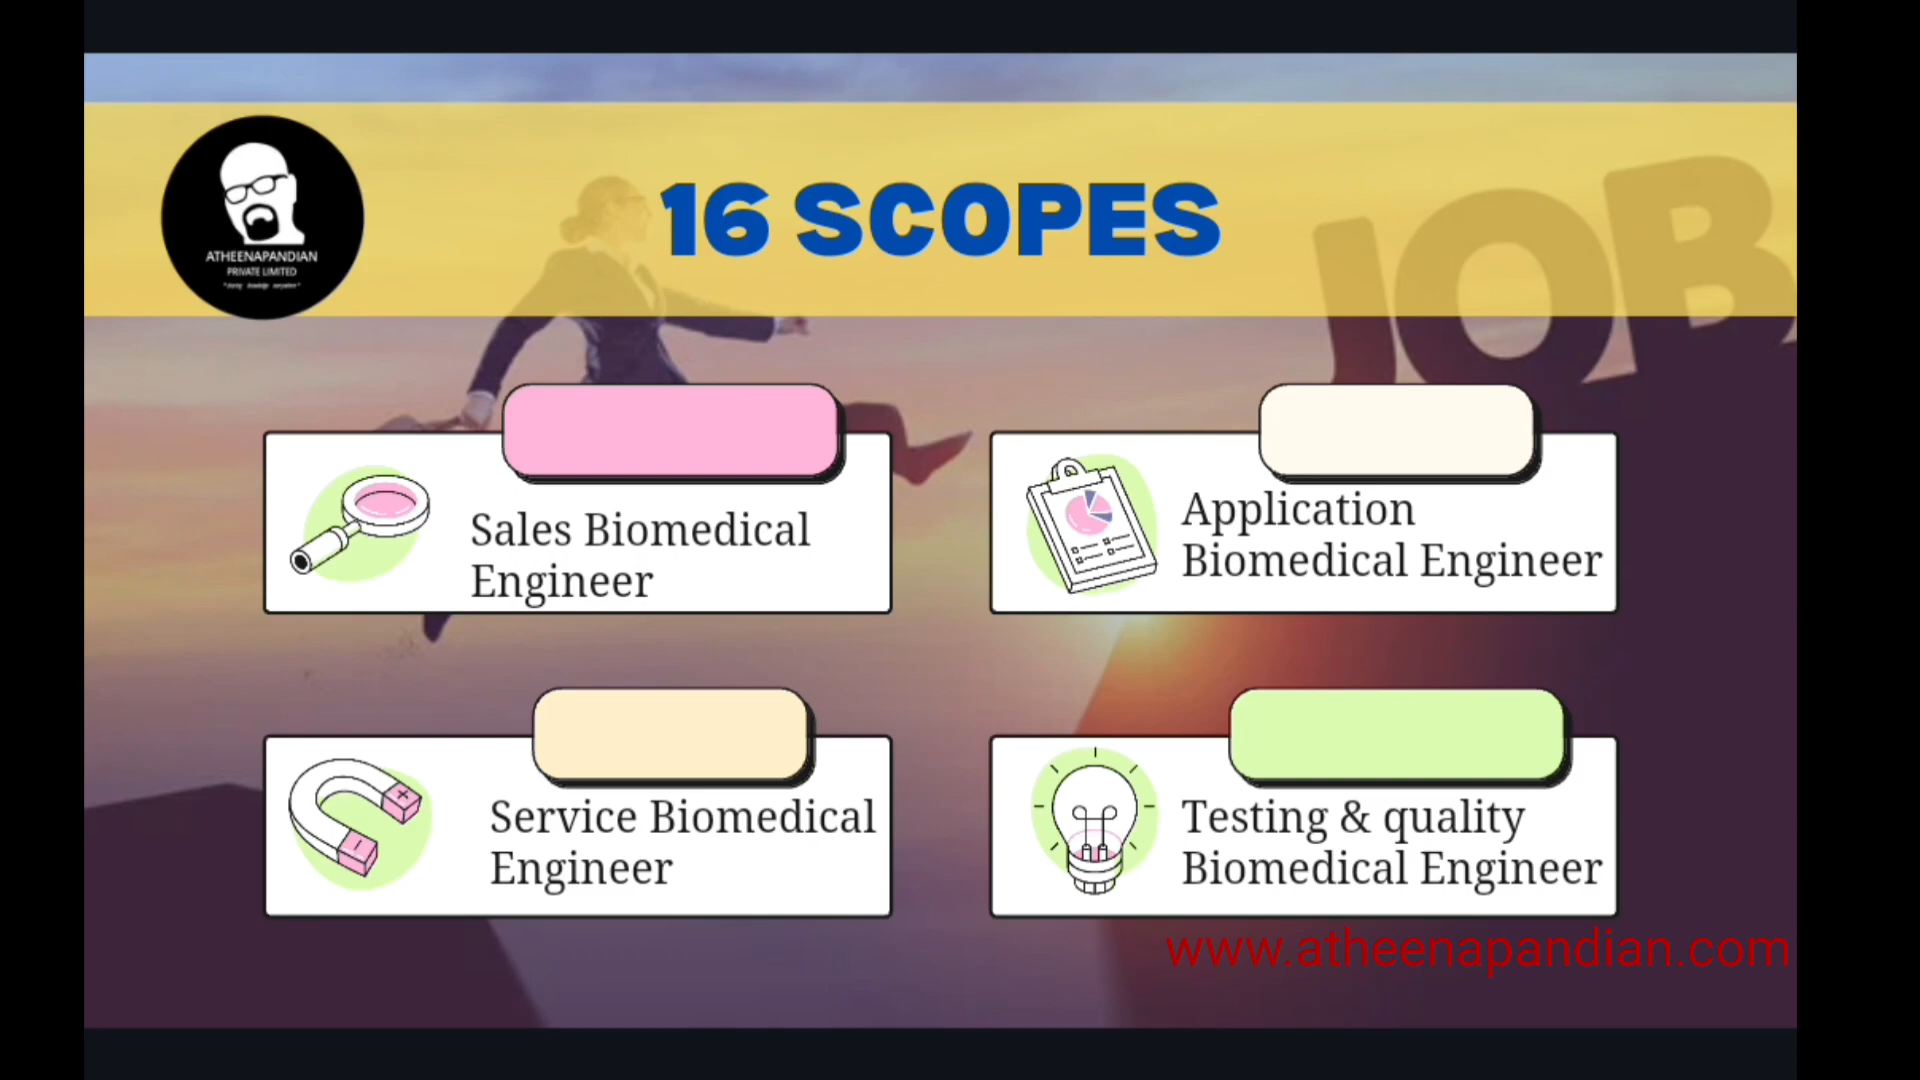 16 SCOPES
JOB
ATHEENAPANDIAN
PRIVATE LIMITED
Sales Biomedical
Engineer
Application
Biomedical Engineer
Service Biomedical
Engineer
Testing & quality
Biomedical Engineer
www.atheenapandian.com